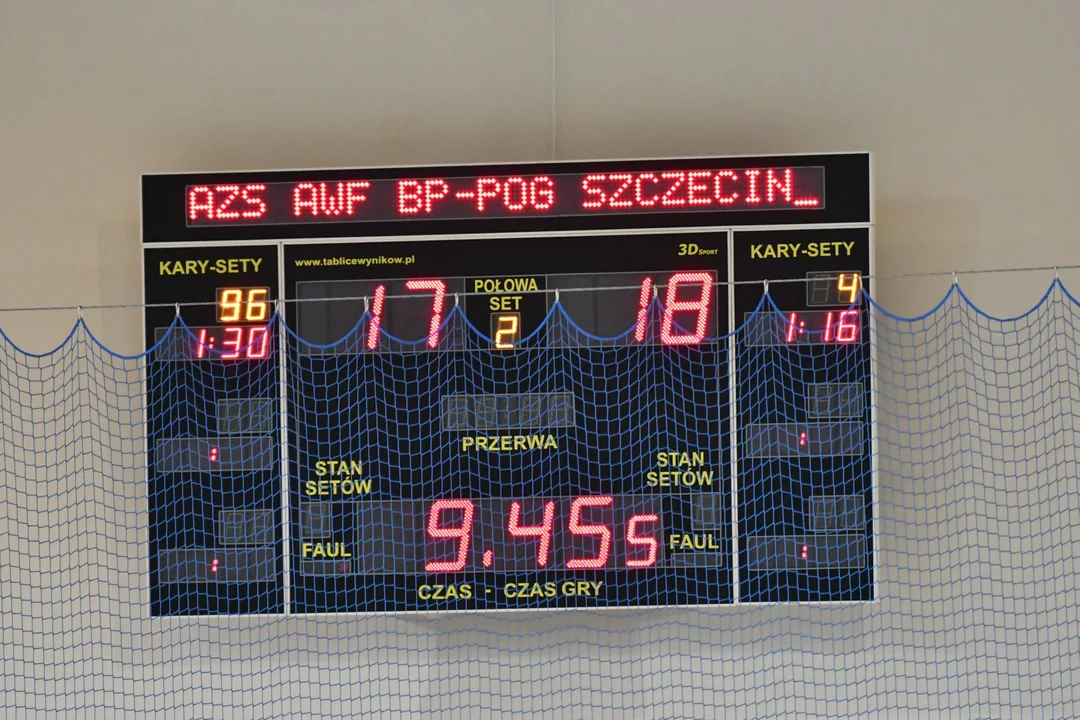 AZS AWF BP-POG SZCZECIN_
KARY-SETY
96
1:30
:
:
www.tablicewynikow.pl
3D SPORT
17
POŁOWA
SET
2
18
PRZERWA
STAN
SETÓW
STAN
SETÓW
9.45s
FAUL
FAUL
CZAS - CZAS GRY
KARY-SETY
4
1:16
:
: